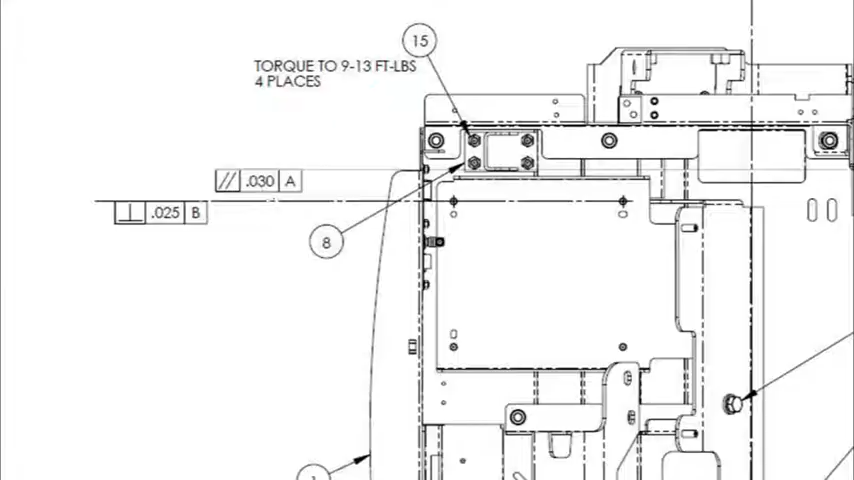 15
TORQUE TO 9-13 FT-LBS
4 PLACES
// .030 A
⊥ .025 B
8
1